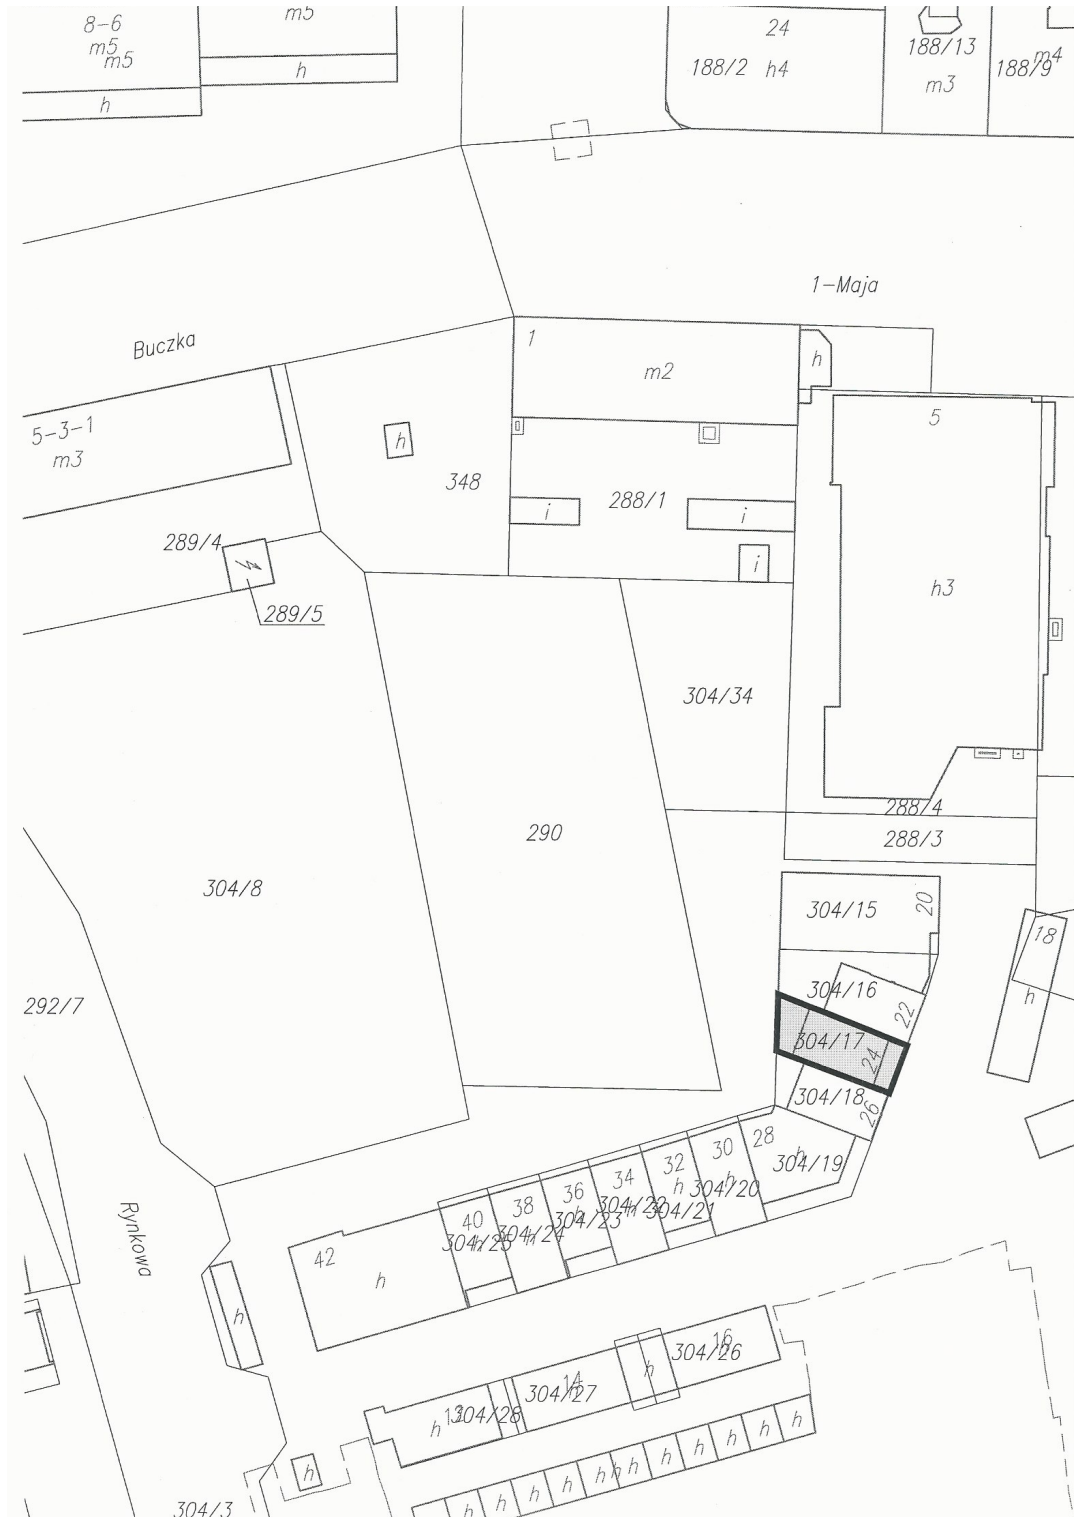 8-6
m5
m5
m5
h
h
24
188/2 h4
188/13
m3
m4
188/9
1-Maja
Buczka
1
m2
h
5-3-1
m3
h
348
288/1
i
i
i
5
h3
289/4
289/5
304/34
288/4
288/3
290
304/8
304/15
20
18
h
292/7
304/16
22
304/17
24
304/18
26
28
h
304/19
30
h
304/20
32
h
304/21
34
h
304/22
36
h
304/23
38
h
304/24
40
h
304/25
42
h
Rynkowa
h
16
h
304/26
h
14
h
304/27
12
304/28
h
h
h
h
h
h
h
h
h
h
h
h
h
304/3